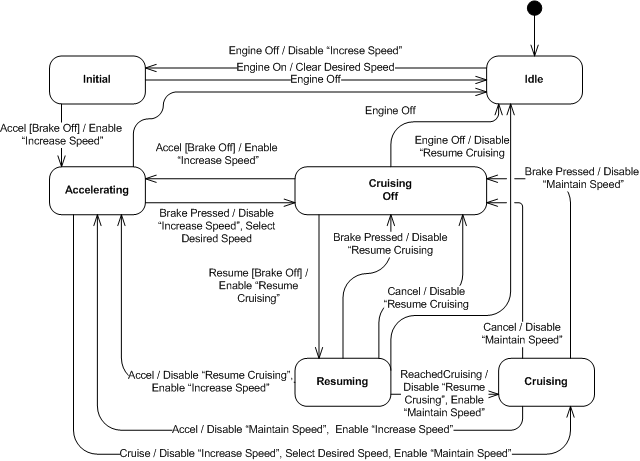 Engine Off / Disable “Increse Speed”
Engine On / Clear Desired Speed
Engine Off
Initial
Idle
Engine Off
Accel [Brake Off] / Enable
“Increase Speed”
Engine Off / Disable
“Resume Cruising
Accel [Brake Off] / Enable
“Increase Speed”
Brake Pressed / Disable
“Maintain Speed”
Accelerating
Cruising
Off
Brake Pressed / Disable
“Increase Speed”, Select
Desired Speed
Brake Pressed / Disable
“Resume Cruising
Resume [Brake Off] /
Enable “Resume
Cruising”
Cancel / Disable
“Resume Cruising
Cancel / Disable
“Maintain Speed”
Accel / Disable “Resume Cruising”,
Enable “Increase Speed”
Resuming
ReachedCruising /
Disable “Resume
Crusing”, Enable
“Maintain Speed”
Cruising
Accel / Disable “Maintain Speed”, Enable “Increase Speed”
Cruise / Disable “Increase Speed”, Select Desired Speed, Enable “Maintain Speed”